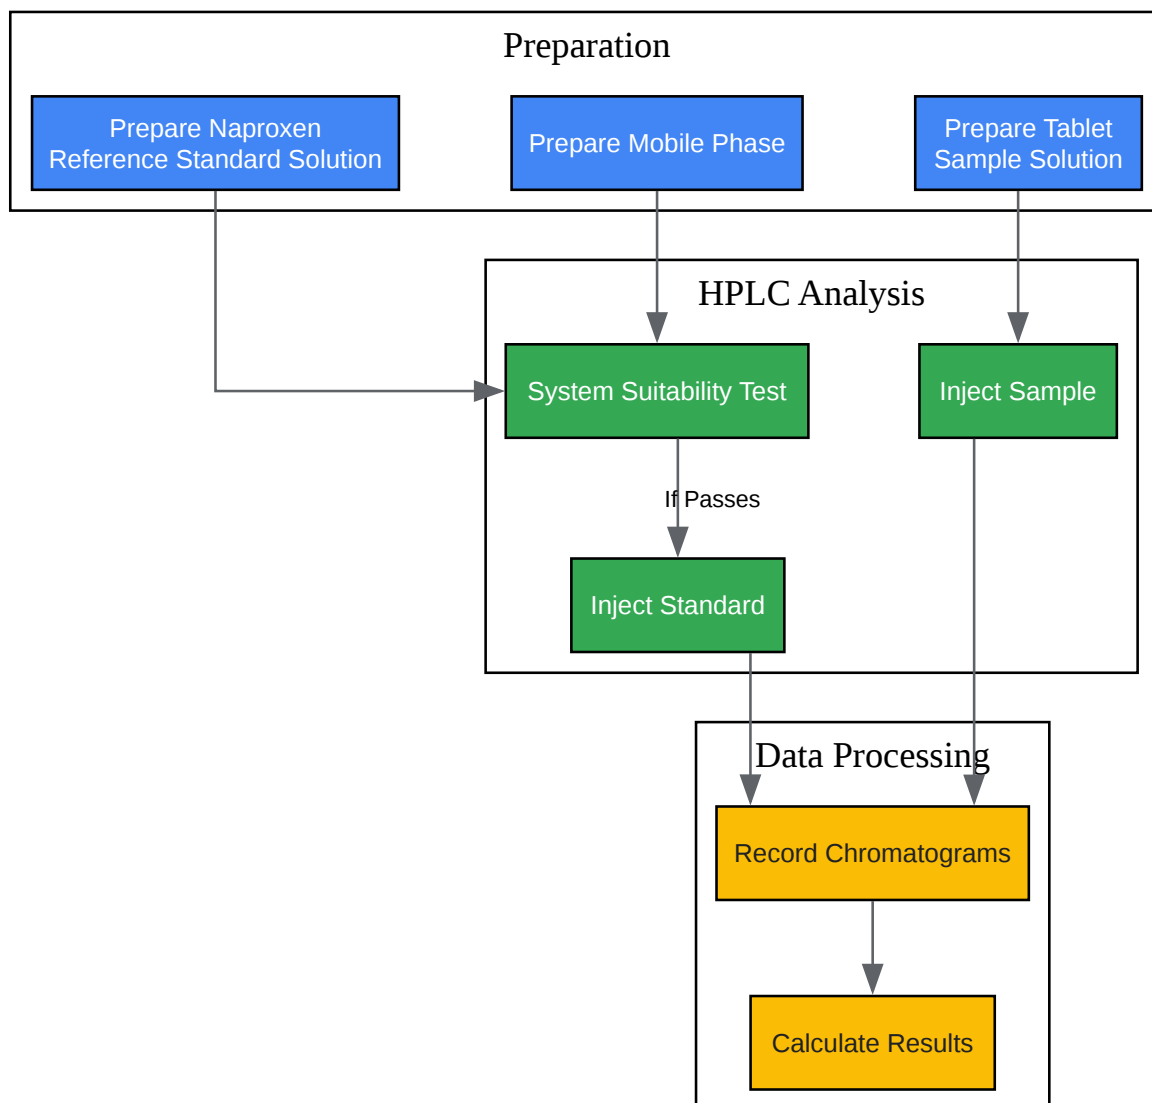 Preparation
Prepare Naproxen
Reference Standard Solution
Prepare Mobile Phase
Prepare Tablet
Sample Solution
HPLC Analysis
System Suitability Test
Inject Sample
If Passes
Inject Standard
Data Processing
Record Chromatograms
Calculate Results